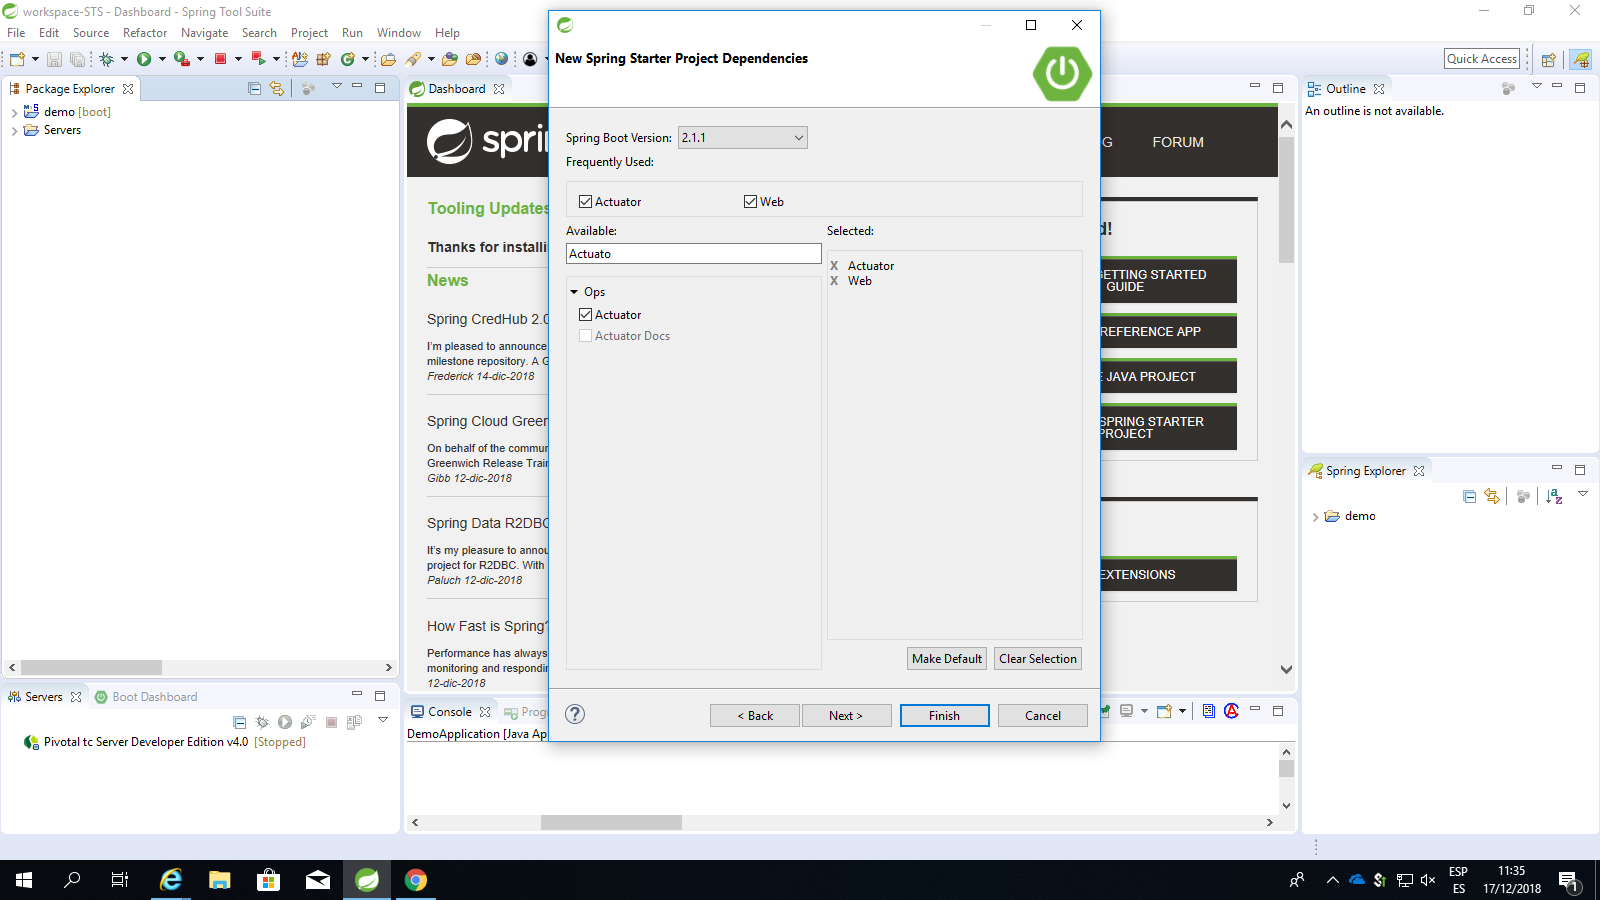 workspace-STS - Dashboard - Spring Tool Suite
File Edit Source Refactor Navigate Search Project Run Window Help
Quick Access
Package Explorer
demo [boot]
Servers
Dashboard
spri
G FORUM
Tooling Updates
Thanks for installi
News
Spring CredHub 2.0
I'm pleased to announce
milestone repository. A G
Frederick 14-dic-2018
Spring Cloud Green
On behalf of the commun
Greenwich Release Train
Gibb 12-dic-2018
Spring Data R2DBC
It's my pleasure to annou
project for R2DBC. With
Paluch 12-dic-2018
How Fast is Spring?
Performance has always
monitoring and respondin
12-dic-2018
d!
GETTING STARTED
GUIDE
REFERENCE APP
E JAVA PROJECT
SPRING STARTER
PROJECT
EXTENSIONS
New Spring Starter Project Dependencies
Spring Boot Version: 2.1.1
Frequently Used:
Actuator Web
Available:
Actuato
Ops
Actuator
Actuator Docs
Selected:
X Actuator
X Web
Make Default Clear Selection
? < Back Next > Finish Cancel
Outline
An outline is not available.
Spring Explorer
demo
Servers Boot Dashboard
Pivotal tc Server Developer Edition v4.0 [Stopped]
Console Progr
DemoApplication [Java Ap
ESP
ES
11:35
17/12/2018
1